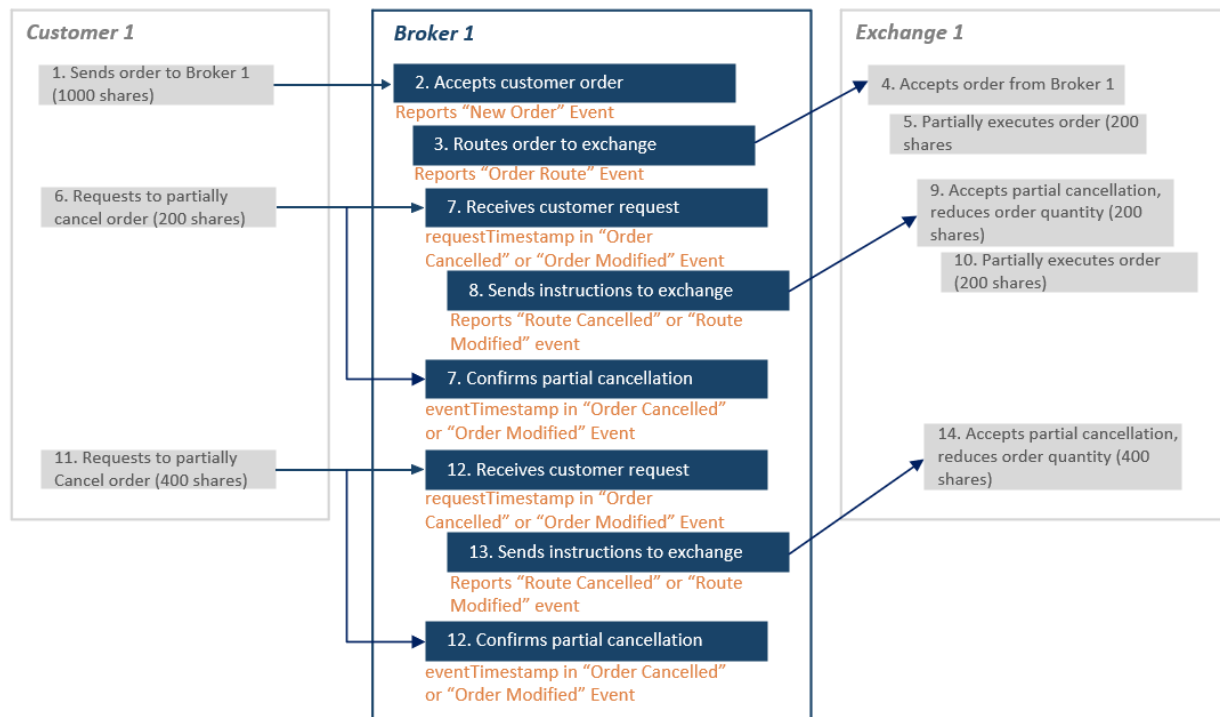 Customer 1
1. Sends order to Broker 1
(1000 shares)
6. Requests to partially
cancel order (200 shares)
11. Requests to partially
Cancel order (400 shares)
Broker 1
2. Accepts customer order
Reports “New Order” Event
3. Routes order to exchange
Reports “Order Route” Event
7. Receives customer request
requestTimestamp in “Order
Cancelled” or “Order Modified” Event
8. Sends instructions to exchange
Reports “Route Cancelled” or “Route
Modified” event
7. Confirms partial cancellation
eventTimestamp in “Order Cancelled”
or “Order Modified” Event
12. Receives customer request
requestTimestamp in “Order
Cancelled” or “Order Modified” Event
13. Sends instructions to exchange
Reports “Route Cancelled” or “Route
Modified” event
12. Confirms partial cancellation
eventTimestamp in “Order Cancelled”
or “Order Modified” Event
Exchange 1
4. Accepts order from Broker 1
5. Partially executes order (200
shares
9. Accepts partial cancellation,
reduces order quantity (200
shares)
10. Partially executes order
(200 shares)
14. Accepts partial cancellation,
reduces order quantity (400
shares)